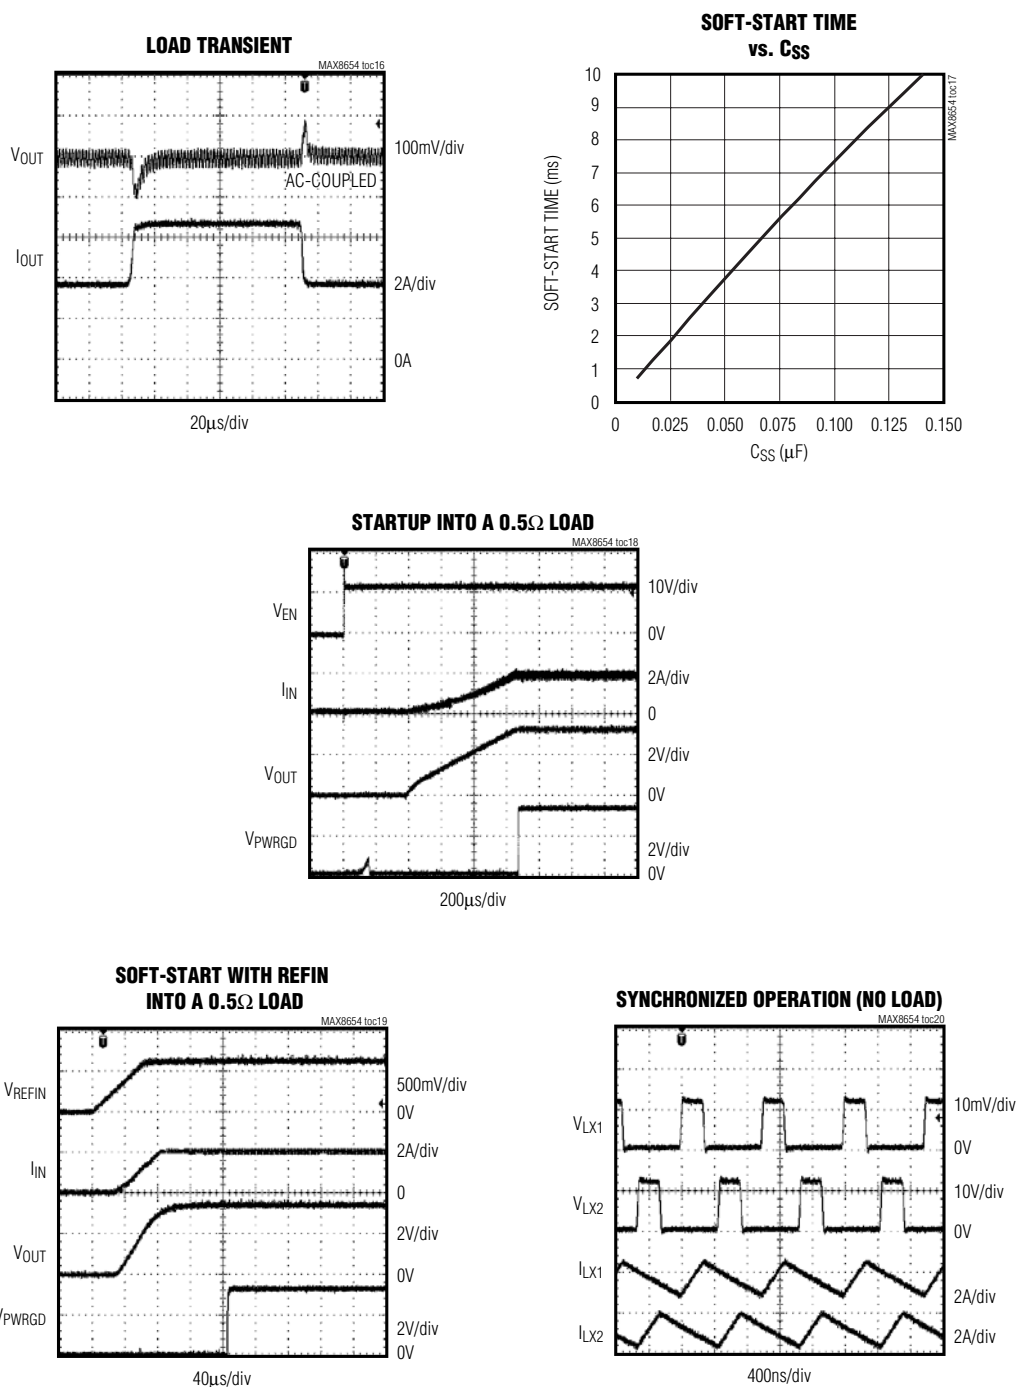 LOAD TRANSIENT
MAX8654 toc16
VOUT
100mV/div
AC-COUPLED
IOUT
2A/div
0A
20µs/div
SOFT-START TIME
vs. CSS
MAX8654 toc17
SOFT-START TIME (ms)
10
9
8
7
6
5
4
3
2
1
0
0 0.025 0.050 0.075 0.100 0.125 0.150
CSS (µF)
STARTUP INTO A 0.5Ω LOAD
MAX8654 toc18
VEN
10V/div
0V
IIN
2A/div
0
VOUT
2V/div
0V
VPWRGD
2V/div
0V
200µs/div
SOFT-START WITH REFIN
INTO A 0.5Ω LOAD
MAX8654 toc19
VREFIN
500mV/div
0V
IIN
2A/div
0
VOUT
2V/div
0V
VPWRGD
2V/div
0V
40µs/div
SYNCHRONIZED OPERATION (NO LOAD)
MAX8654 toc20
VLX1
10mV/div
0V
VLX2
10V/div
0V
ILX1
2A/div
ILX2
2A/div
400ns/div